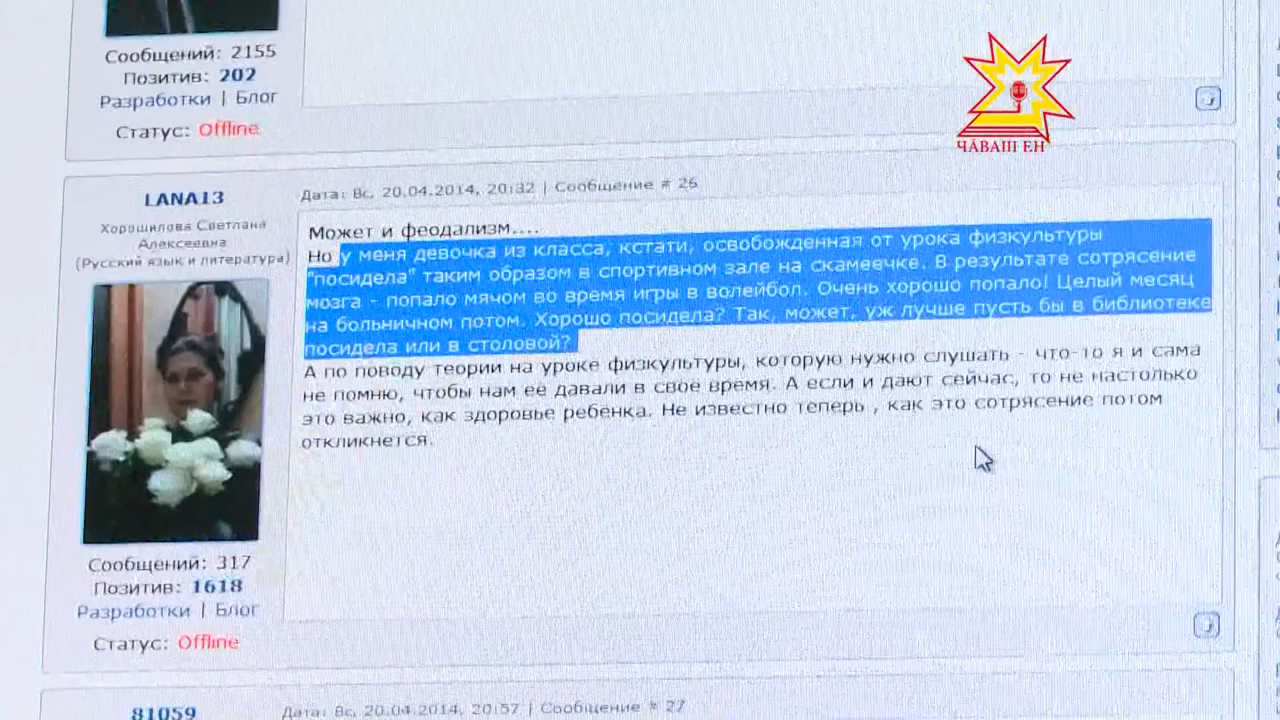 Сообщений: 2155
Позитив: 202
Разработки | Блог
Статус: Offline
ЧӐВАШ ЕН
LANA13
Хорошилова Светлана
Алексеевна
(Русский язык и литература)
Дата: Вс, 20.04.2014, 20:32 | Сообщение # 26
Может и феодализм....
Но у меня девочка из класса, кстати, освобожденная от урока физкультуры
"посидела" таким образом в спортивном зале на скамеечке. В результате сотрясение
мозга - попало мячом во время игры в волейбол. Очень хорошо попало! Целый месяц
на больничном потом. Хорошо посидела? Так, может, уж лучше пусть бы в библиотеке
посидела или в столовой?
А по поводу теории на уроке физкультуры, которую нужно слушать - что-то я и сама
не помню, чтобы нам ее давали в свое время. А если и дают сейчас, то не настолько
это важно, как здоровье ребенка. Не известно теперь , как это сотрясение потом
откликнется.
Сообщений: 317
Позитив: 1618
Разработки | Блог
Статус: Offline
81059
Дата: Вс, 20.04.2014, 20:57 | Сообщение # 27